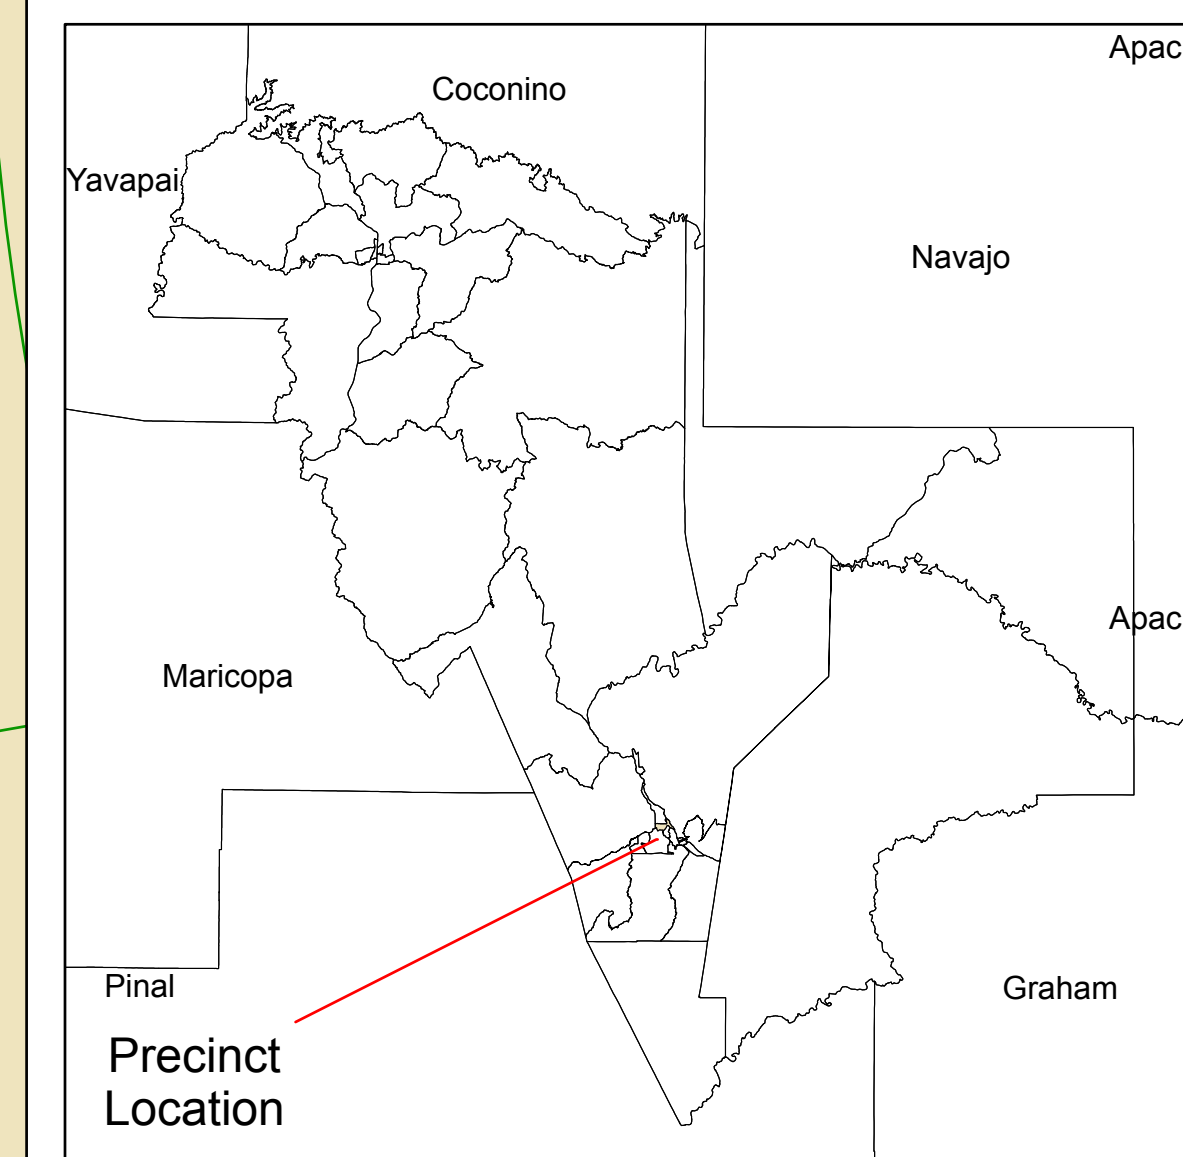 Apac
Coconino
Yavapai
Navajo
Apac
Maricopa
Pinal
Graham
Precinct
Location